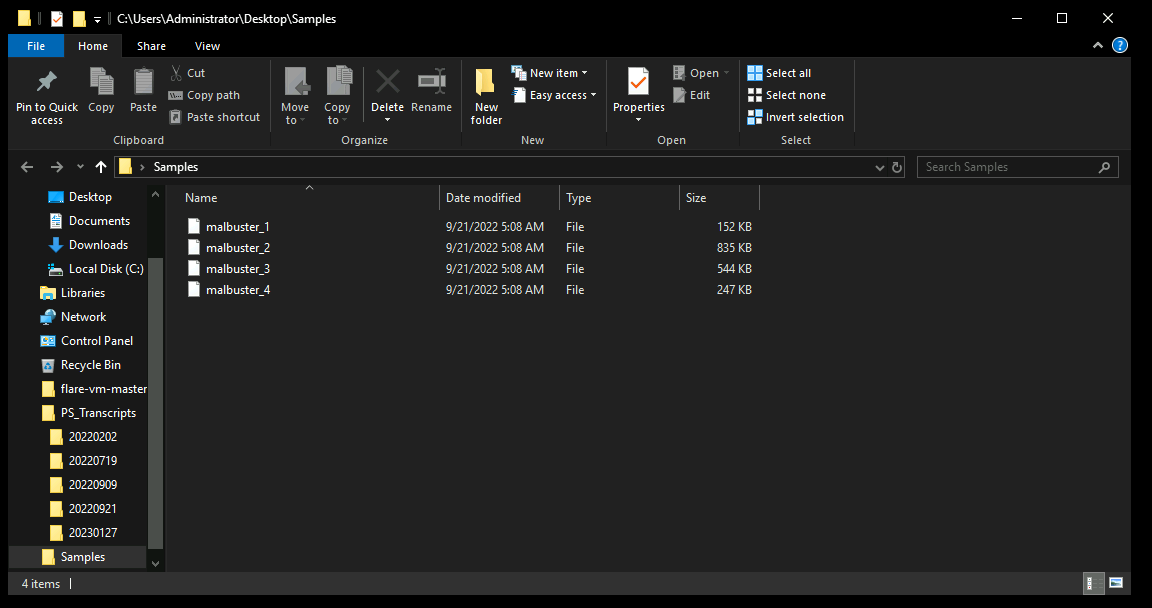 C:\Users\Administrator\Desktop\Samples
File Home Share View
Pin to Quick access
Copy
Paste
Cut
Copy path
Paste shortcut
Clipboard
Move to
Copy to
Delete
Rename
Organize
New folder
New item
Easy access
New
Properties
Open
Edit
Open
Select all
Select none
Invert selection
Select
Samples
Search Samples
Desktop
Documents
Downloads
Local Disk (C:)
Libraries
Network
Control Panel
Recycle Bin
flare-vm-master
PS_Transcripts
20220202
20220719
20220909
20220921
20230127
Samples
Name Date modified Type Size
malbuster_1 9/21/2022 5:08 AM File 152 KB
malbuster_2 9/21/2022 5:08 AM File 835 KB
malbuster_3 9/21/2022 5:08 AM File 544 KB
malbuster_4 9/21/2022 5:08 AM File 247 KB
4 items